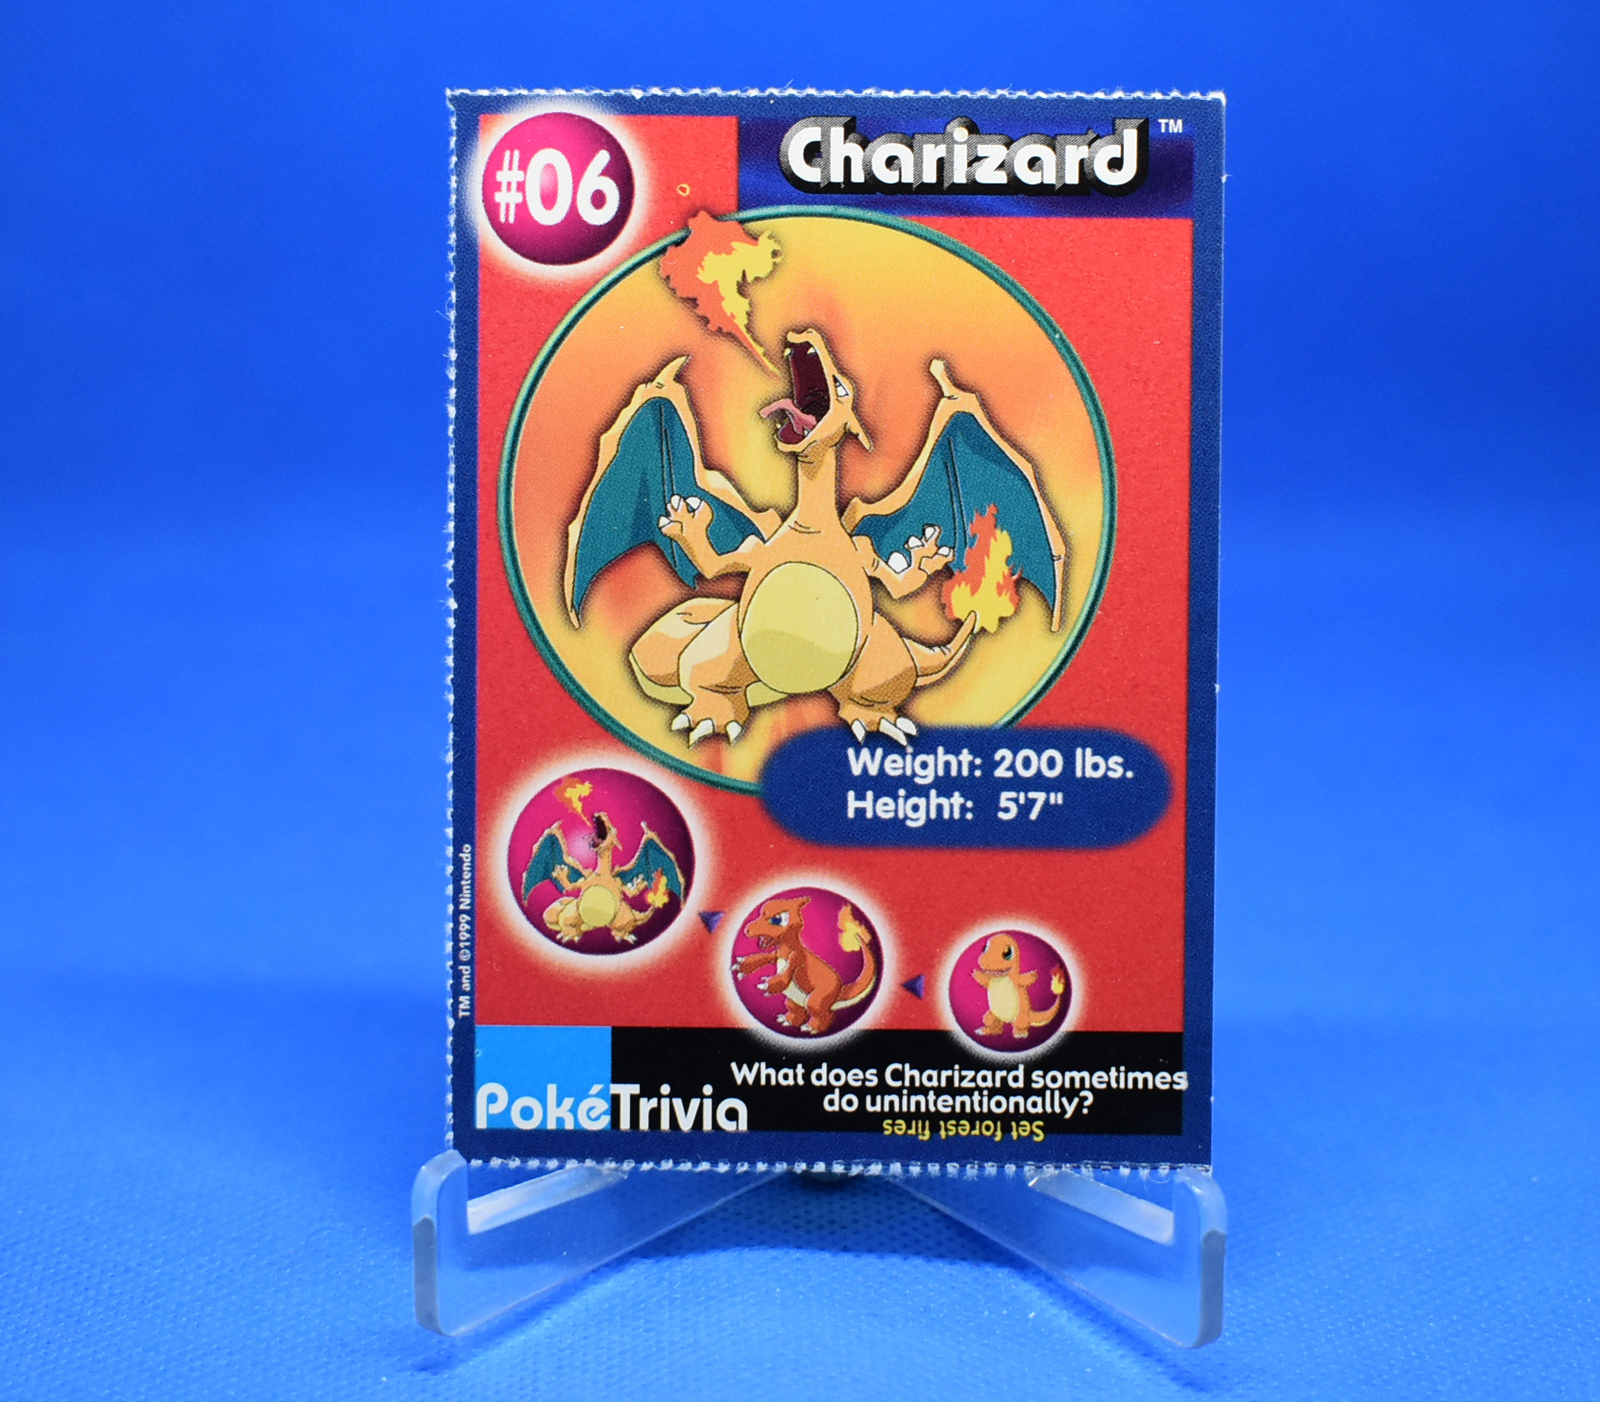 #06
Charizard™
Weight: 200 lbs.
Height: 5'7"
TM and ©1999 Nintendo
PokéTrivia
What does Charizard sometimes
do unintentionally?
Set forest fires